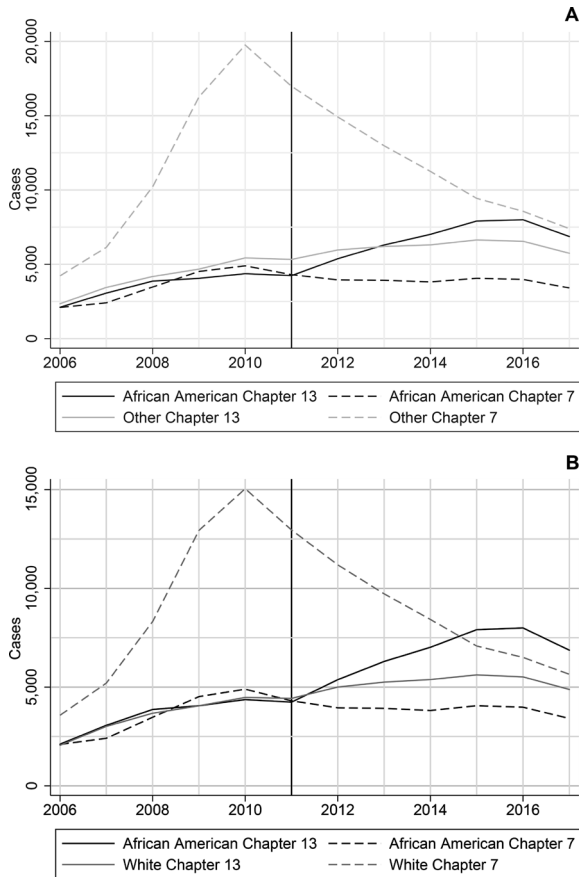 A
20,000
15,000
10,000
5,000
0
Cases
2006 2008 2010 2012 2014 2016
African American Chapter 13 African American Chapter 7
Other Chapter 13 Other Chapter 7
B
15,000
10,000
5,000
0
Cases
2006 2008 2010 2012 2014 2016
African American Chapter 13 African American Chapter 7
White Chapter 13 White Chapter 7